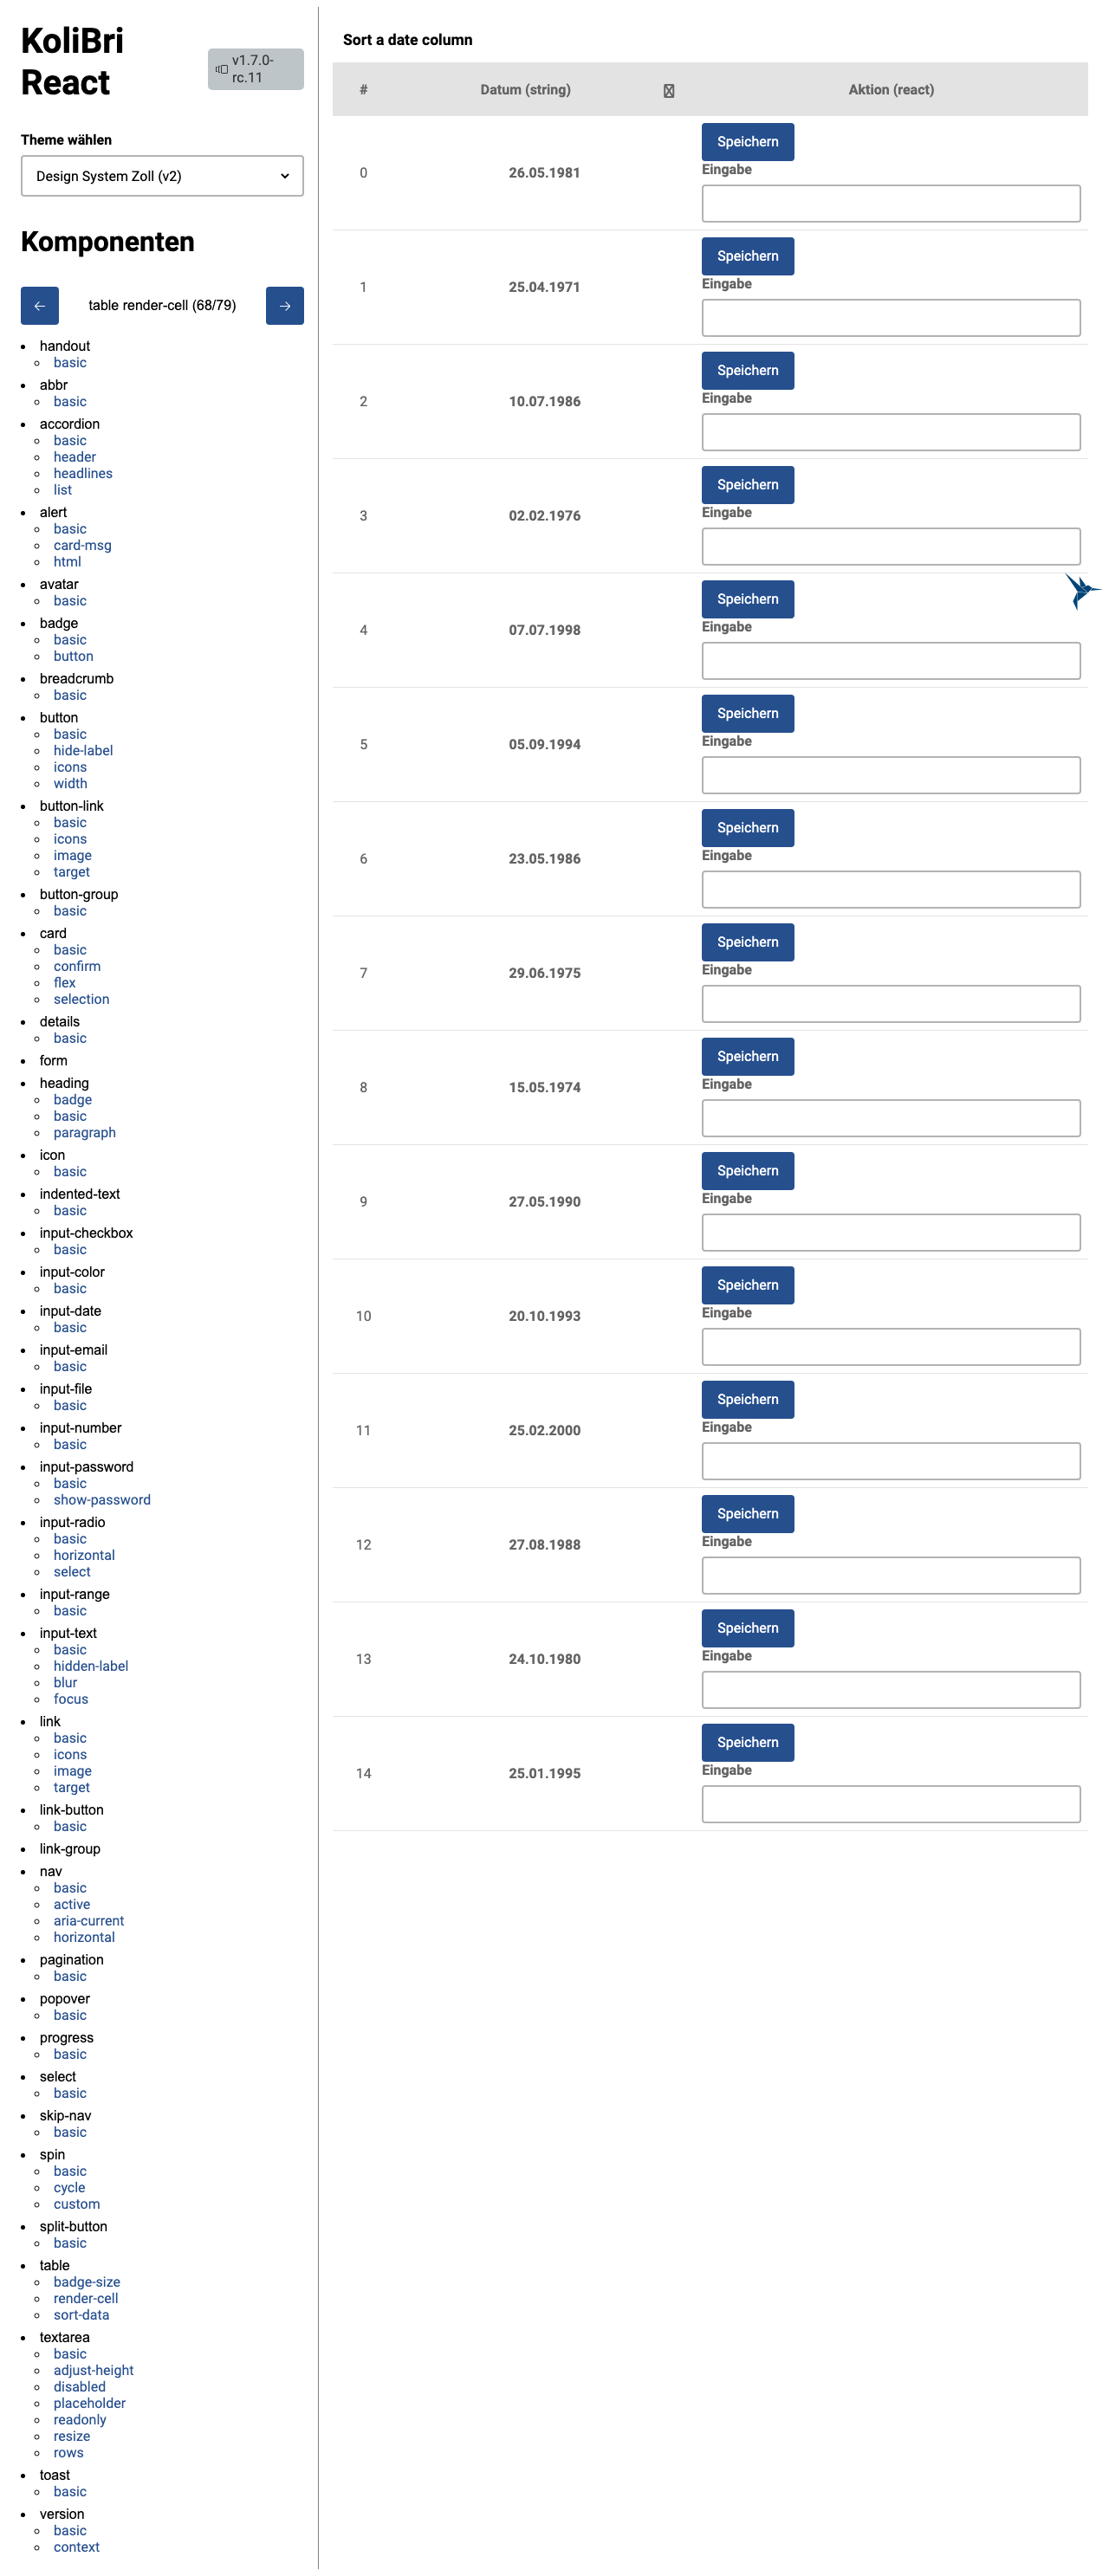 KoliBri
React
v1.7.0-
rc.11
Theme wählen
Design System Zoll (v2)
Komponenten
← table render-cell (68/79) →
handout
basic
abbr
basic
accordion
basic
header
headlines
list
alert
basic
card-msg
html
avatar
basic
badge
basic
button
breadcrumb
basic
button
basic
hide-label
icons
width
button-link
basic
icons
image
target
button-group
basic
card
basic
confirm
flex
selection
details
basic
form
heading
badge
basic
paragraph
icon
basic
indented-text
basic
input-checkbox
basic
input-color
basic
input-date
basic
input-email
basic
input-file
basic
input-number
basic
input-password
basic
show-password
input-radio
basic
horizontal
select
input-range
basic
input-text
basic
hidden-label
blur
focus
link
basic
icons
image
target
link-button
basic
link-group
nav
basic
active
aria-current
horizontal
pagination
basic
popover
basic
progress
basic
select
basic
skip-nav
basic
spin
basic
cycle
custom
split-button
basic
table
badge-size
render-cell
sort-data
textarea
basic
adjust-height
disabled
placeholder
readonly
resize
rows
toast
basic
version
basic
context
Sort a date column
# Datum (string) Aktion (react)
Speichern
0 26.05.1981 Eingabe
Speichern
1 25.04.1971 Eingabe
Speichern
2 10.07.1986 Eingabe
Speichern
3 02.02.1976 Eingabe
Speichern
4 07.07.1998 Eingabe
Speichern
5 05.09.1994 Eingabe
Speichern
6 23.05.1986 Eingabe
Speichern
7 29.06.1975 Eingabe
Speichern
8 15.05.1974 Eingabe
Speichern
9 27.05.1990 Eingabe
Speichern
10 20.10.1993 Eingabe
Speichern
11 25.02.2000 Eingabe
Speichern
12 27.08.1988 Eingabe
Speichern
13 24.10.1980 Eingabe
Speichern
14 25.01.1995 Eingabe